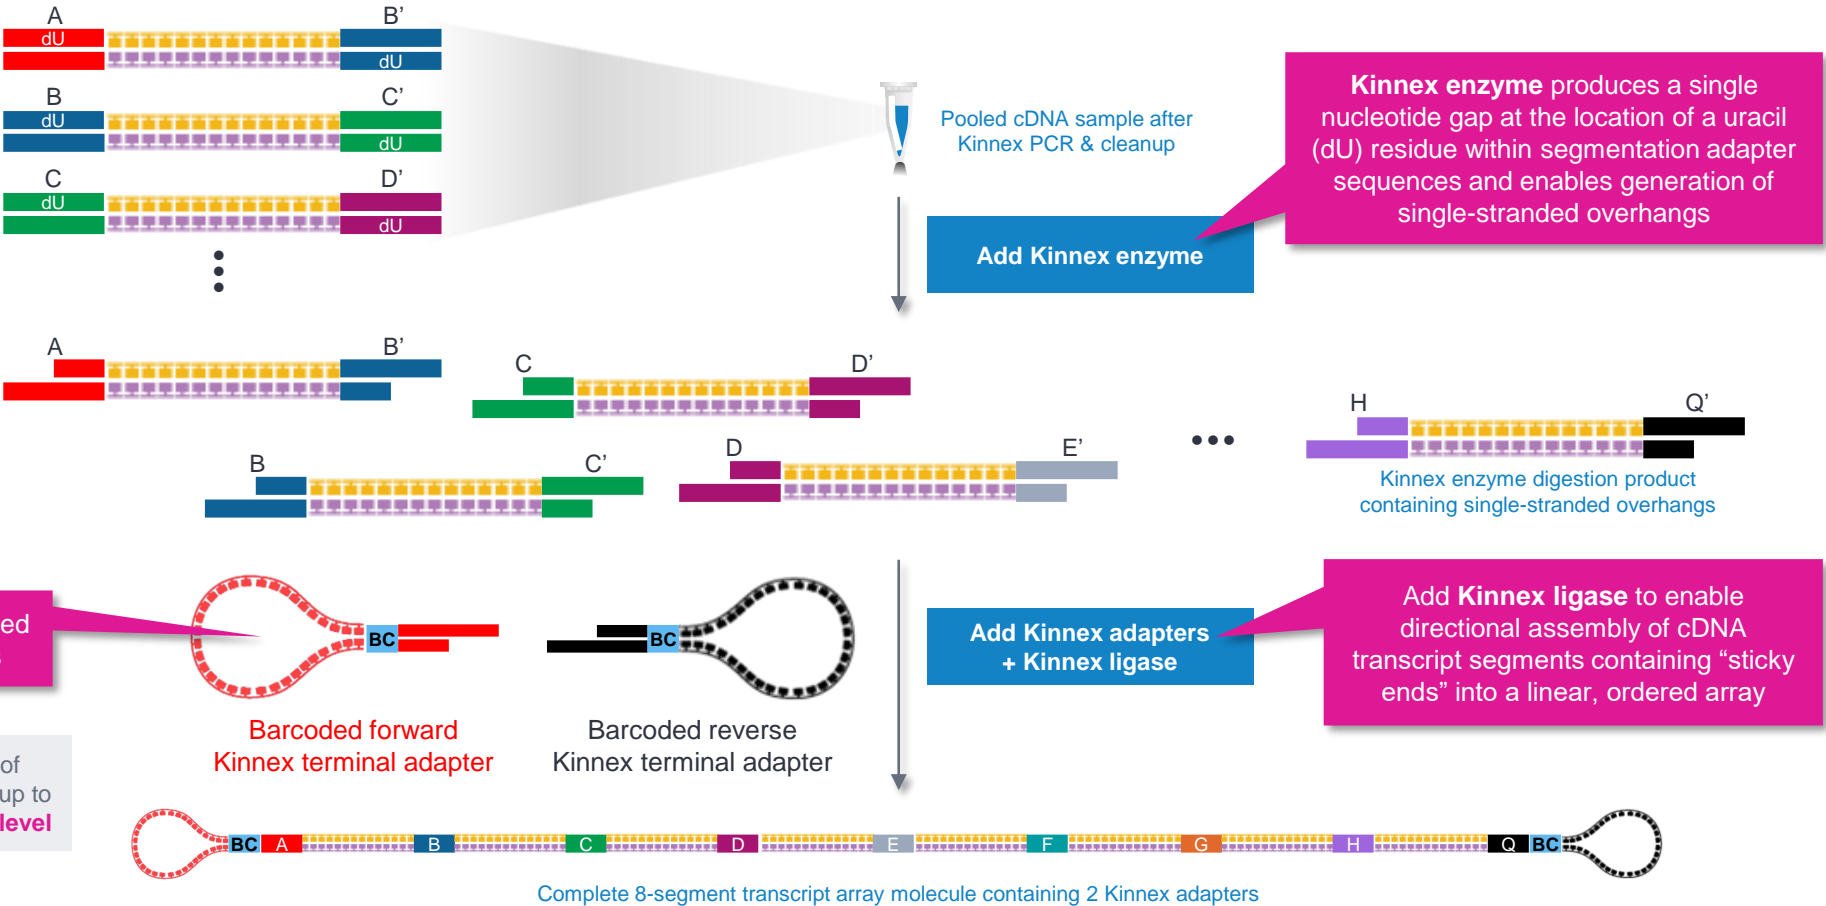 A B'
dU
dU
B C'
dU
dU
C D'
dU
dU
Pooled cDNA sample after
Kinnex PCR & cleanup
Kinnex enzyme produces a single
nucleotide gap at the location of a uracil
(dU) residue within segmentation adapter
sequences and enables generation of
single-stranded overhangs
Add Kinnex enzyme
A B’
C D’
H Q’
B C’
D E’
Kinnex enzyme digestion product
containing single-stranded overhangs
ed
s
BC
BC
Barcoded forward
Kinnex terminal adapter
Barcoded reverse
Kinnex terminal adapter
Add Kinnex adapters
+ Kinnex ligase
Add Kinnex ligase to enable
directional assembly of cDNA
transcript segments containing “sticky
ends” into a linear, ordered array
of
up to
level
BC A B C D E F G H Q BC
Complete 8-segment transcript array molecule containing 2 Kinnex adapters